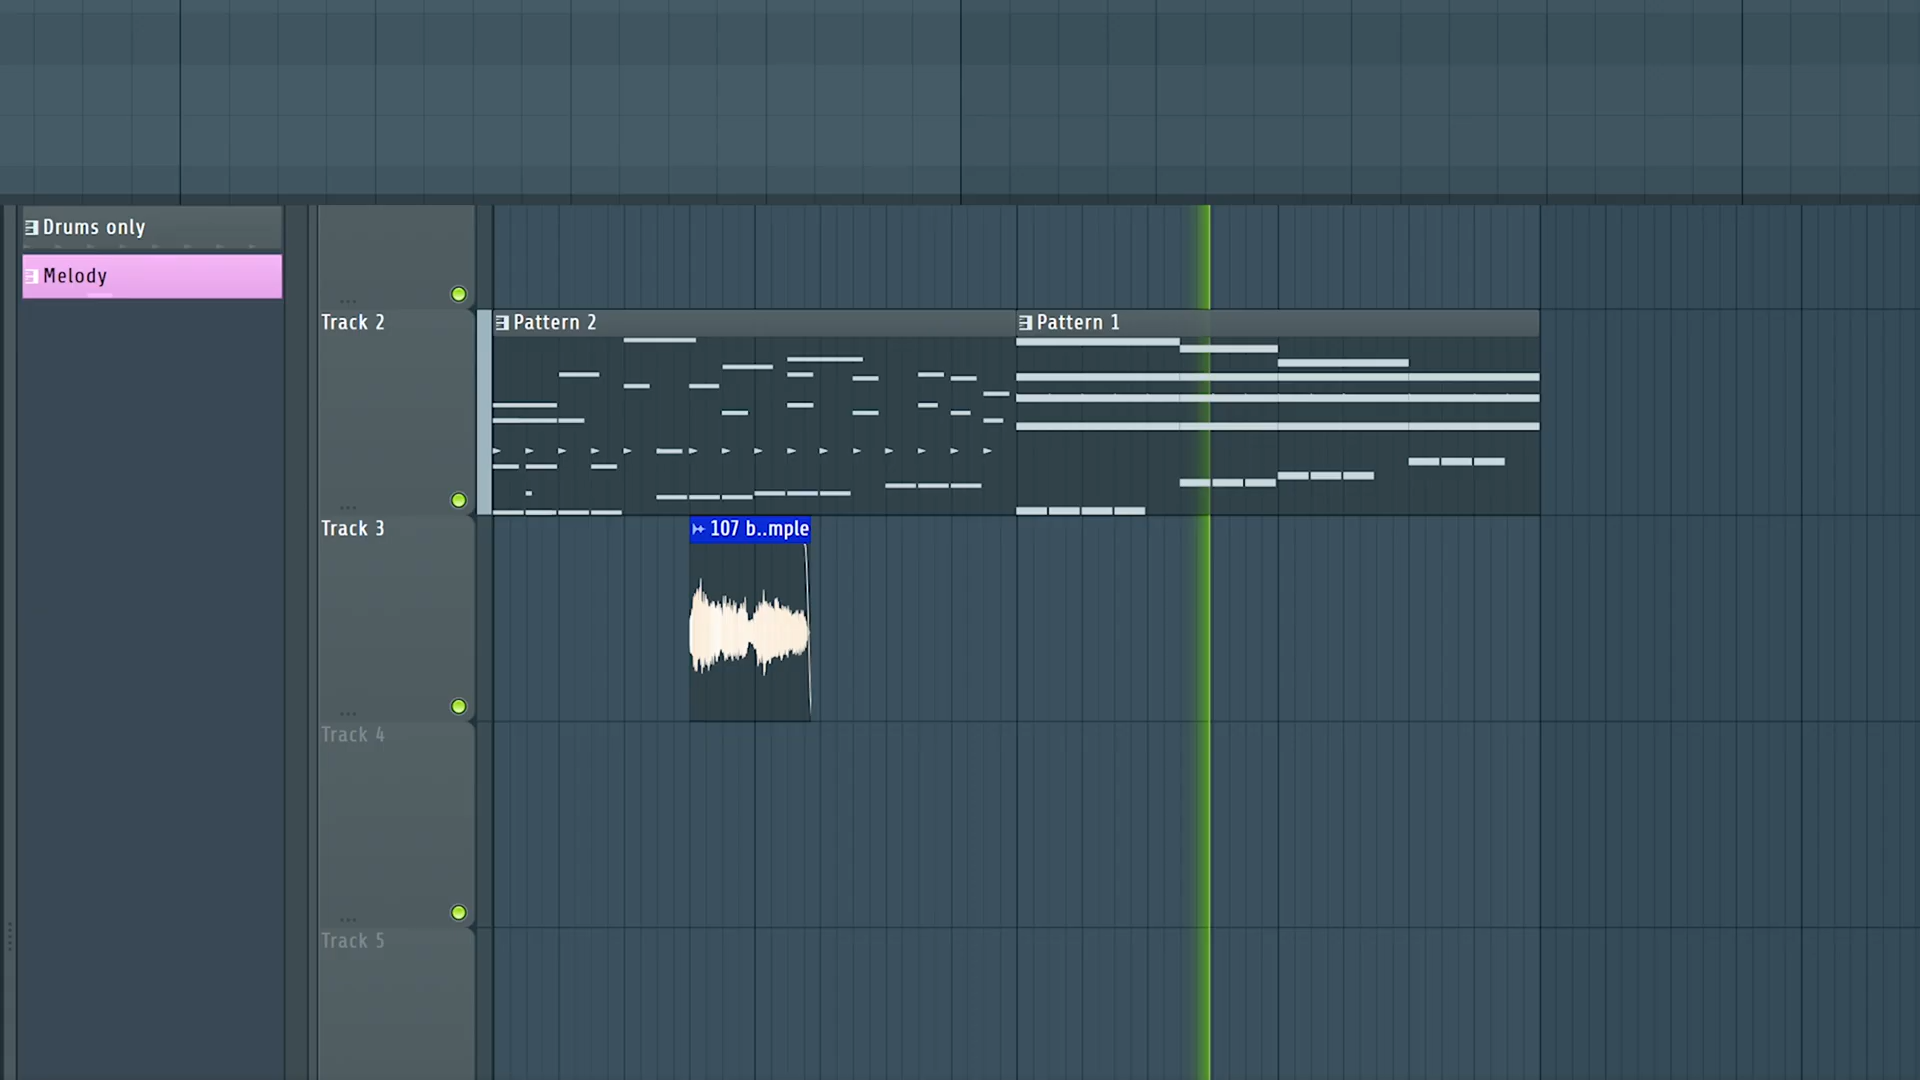 Drums only
Melody
Track 2
Pattern 2
Pattern 1
Track 3
107 b..mple
Track 4
Track 5